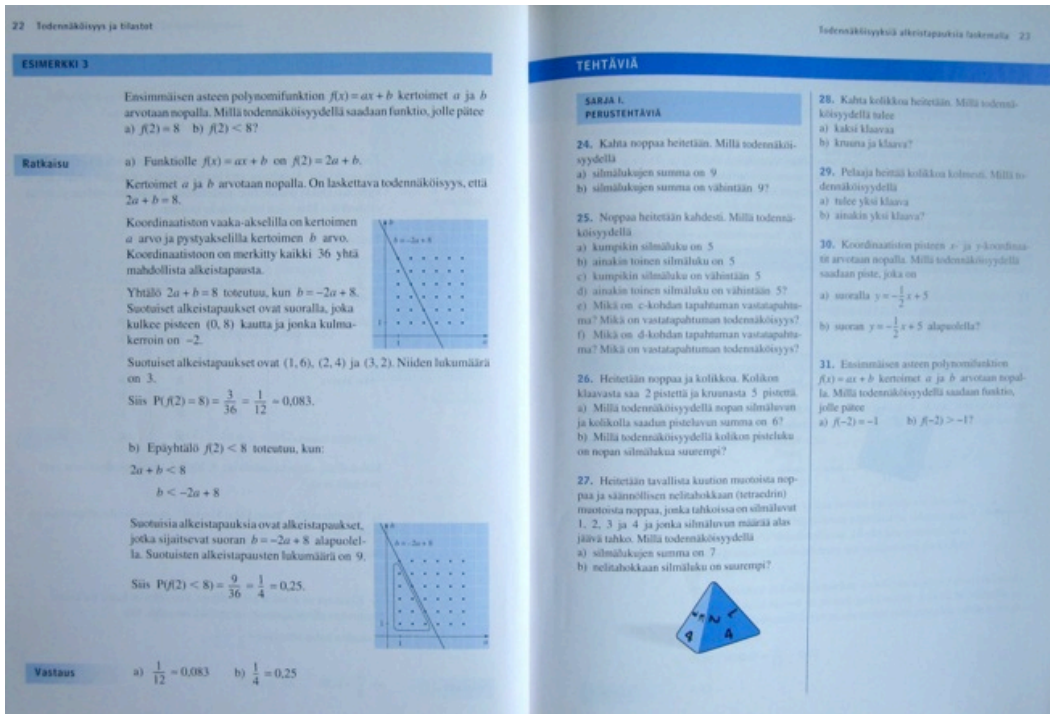 22 Todennäköisyys ja tilastot
ESIMERKKI 3
Ensimmäisen asteen polynomifunktion f(x) = ax + b kertoimet a ja b
arvotaan nopalla. Millä todennäköisyydellä saadaan funktio, jolle pätee
a) f(2) = 8 b) f(2) < 8?
Ratkaisu
a) Funktiolle f(x) = ax + b on f(2) = 2a + b.
Kertoimet a ja b arvotaan nopalla. On laskettava todennäköisyys, että
2a + b = 8.
Koordinaatiston vaaka-akselilla on kertoimen
a arvo ja pystyakselilla kertoimen b arvo.
Koordinaatistoon on merkitty kaikki 36 yhtä
mahdollista alkeistapausta.
Yhtälö 2a + b = 8 toteutuu, kun b = −2a + 8.
Suotuiset alkeistapaukset ovat suoralla, joka
kulkee pisteen (0, 8) kautta ja jonka kulma-
kerroin on −2.
b = −2a + 8
Suotuiset alkeistapaukset ovat (1, 6), (2, 4) ja (3, 2). Niiden lukumäärä
on 3.
Siis P(f(2) = 8) = 3/36 = 1/12 ≈ 0,083.
b) Epäyhtälö f(2) < 8 toteutuu, kun:
2a + b < 8
b < −2a + 8
Suotuisia alkeistapauksia ovat alkeistapaukset,
jotka sijaitsevat suoran b = −2a + 8 alapuolel-
la. Suotuisten alkeistapausten lukumäärä on 9.
Siis P(f(2) < 8) = 9/36 = 1/4 = 0,25.
b = −2a + 8
Vastaus
a) 1/12 ≈ 0,083 b) 1/4 = 0,25
Todennäköisyyksiä alkeistapauksia laskemalla 23
TEHTÄVIÄ
SARJA I.
PERUSTEHTÄVIÄ
24. Kahta noppaa heitetään. Millä todennäköi-
syydellä
a) silmälukujen summa on 9
b) silmälukujen summa on vähintään 9?
25. Noppaa heitetään kahdesti. Millä todennä-
köisyydellä
a) kumpikin silmäluku on 5
b) ainakin toinen silmäluku on 5
c) kumpikin silmäluku on vähintään 5
d) ainakin toinen silmäluku on vähintään 5?
e) Mikä on c-kohdan tapahtuman vastatapahtu-
ma? Mikä on vastatapahtuman todennäköisyys?
f) Mikä on d-kohdan tapahtuman vastatapahtu-
ma? Mikä on vastatapahtuman todennäköisyys?
26. Heitetään noppaa ja kolikkoa. Kolikon
klaavasta saa 2 pistettä ja kruunasta 5 pistettä.
a) Millä todennäköisyydellä nopan silmäluvun
ja kolikolla saadun pisteluvun summa on 6?
b) Millä todennäköisyydellä kolikon pisteluku
on nopan silmälukua suurempi?
27. Heitetään tavallista kuution muotoista nop-
paa ja säännöllisen nelitahokkaan (tetraedrin)
muotoista noppaa, jonka tahkoissa on silmäluvut
1, 2, 3 ja 4 ja jonka silmäluvun määrää alas
jäävä tahko. Millä todennäköisyydellä
a) silmälukujen summa on 7
b) nelitahokkaan silmäluku on suurempi?
2
4 4
28. Kahta kolikkoa heitetään. Millä todennä-
köisyydellä tulee
a) kaksi klaavaa
b) kruuna ja klaava?
29. Pelaaja heittää kolikkoa kolmesti. Millä to-
dennäköisyydellä
a) tulee yksi klaava
b) ainakin yksi klaava?
30. Koordinaatiston pisteen x- ja y-koordinaa-
tit arvotaan nopalla. Millä todennäköisyydellä
saadaan piste, joka on
a) suoralla y = −1/2 x + 5
b) suoran y = −1/2 x + 5 alapuolella?
31. Ensimmäisen asteen polynomifunktion
f(x) = ax + b kertoimet a ja b arvotaan nopal-
la. Millä todennäköisyydellä saadaan funktio,
jolle pätee
a) f(−2) = −1 b) f(−2) > −1?